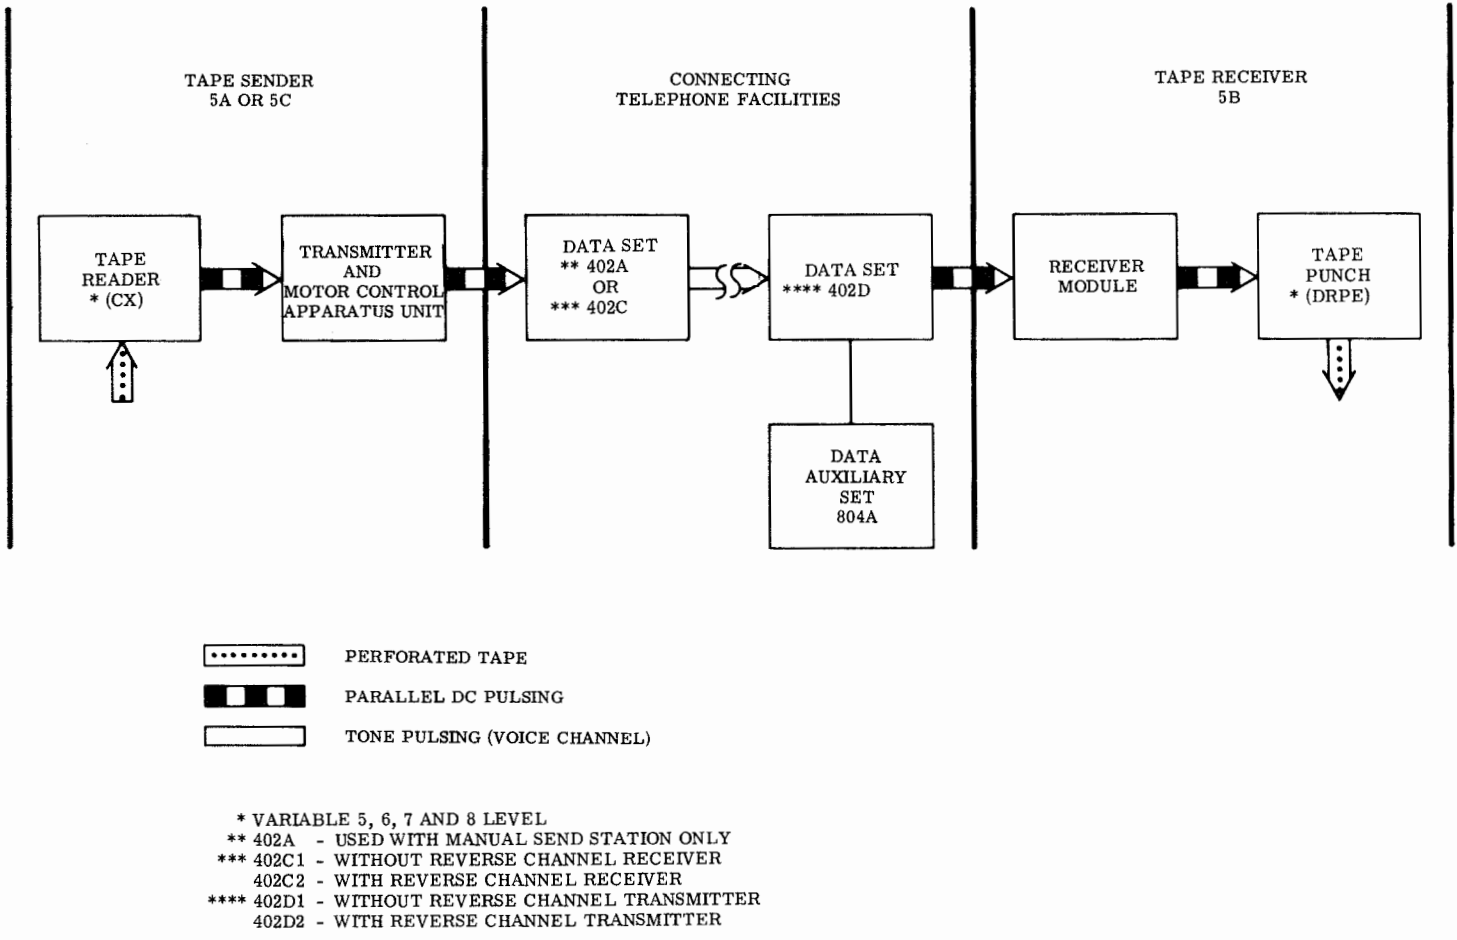 TAPE SENDER
5A OR 5C
CONNECTING
TELEPHONE FACILITIES
TAPE RECEIVER
5B
TAPE
READER
* (CX)
TRANSMITTER
AND
MOTOR CONTROL
APPARATUS UNIT
DATA SET
** 402A
OR
*** 402C
DATA SET
**** 402D
RECEIVER
MODULE
TAPE
PUNCH
* (DRPE)
DATA
AUXILIARY
SET
804A
PERFORATED TAPE
PARALLEL DC PULSING
TONE PULSING (VOICE CHANNEL)
* VARIABLE 5, 6, 7 AND 8 LEVEL
** 402A - USED WITH MANUAL SEND STATION ONLY
*** 402C1 - WITHOUT REVERSE CHANNEL RECEIVER
402C2 - WITH REVERSE CHANNEL RECEIVER
**** 402D1 - WITHOUT REVERSE CHANNEL TRANSMITTER
402D2 - WITH REVERSE CHANNEL TRANSMITTER